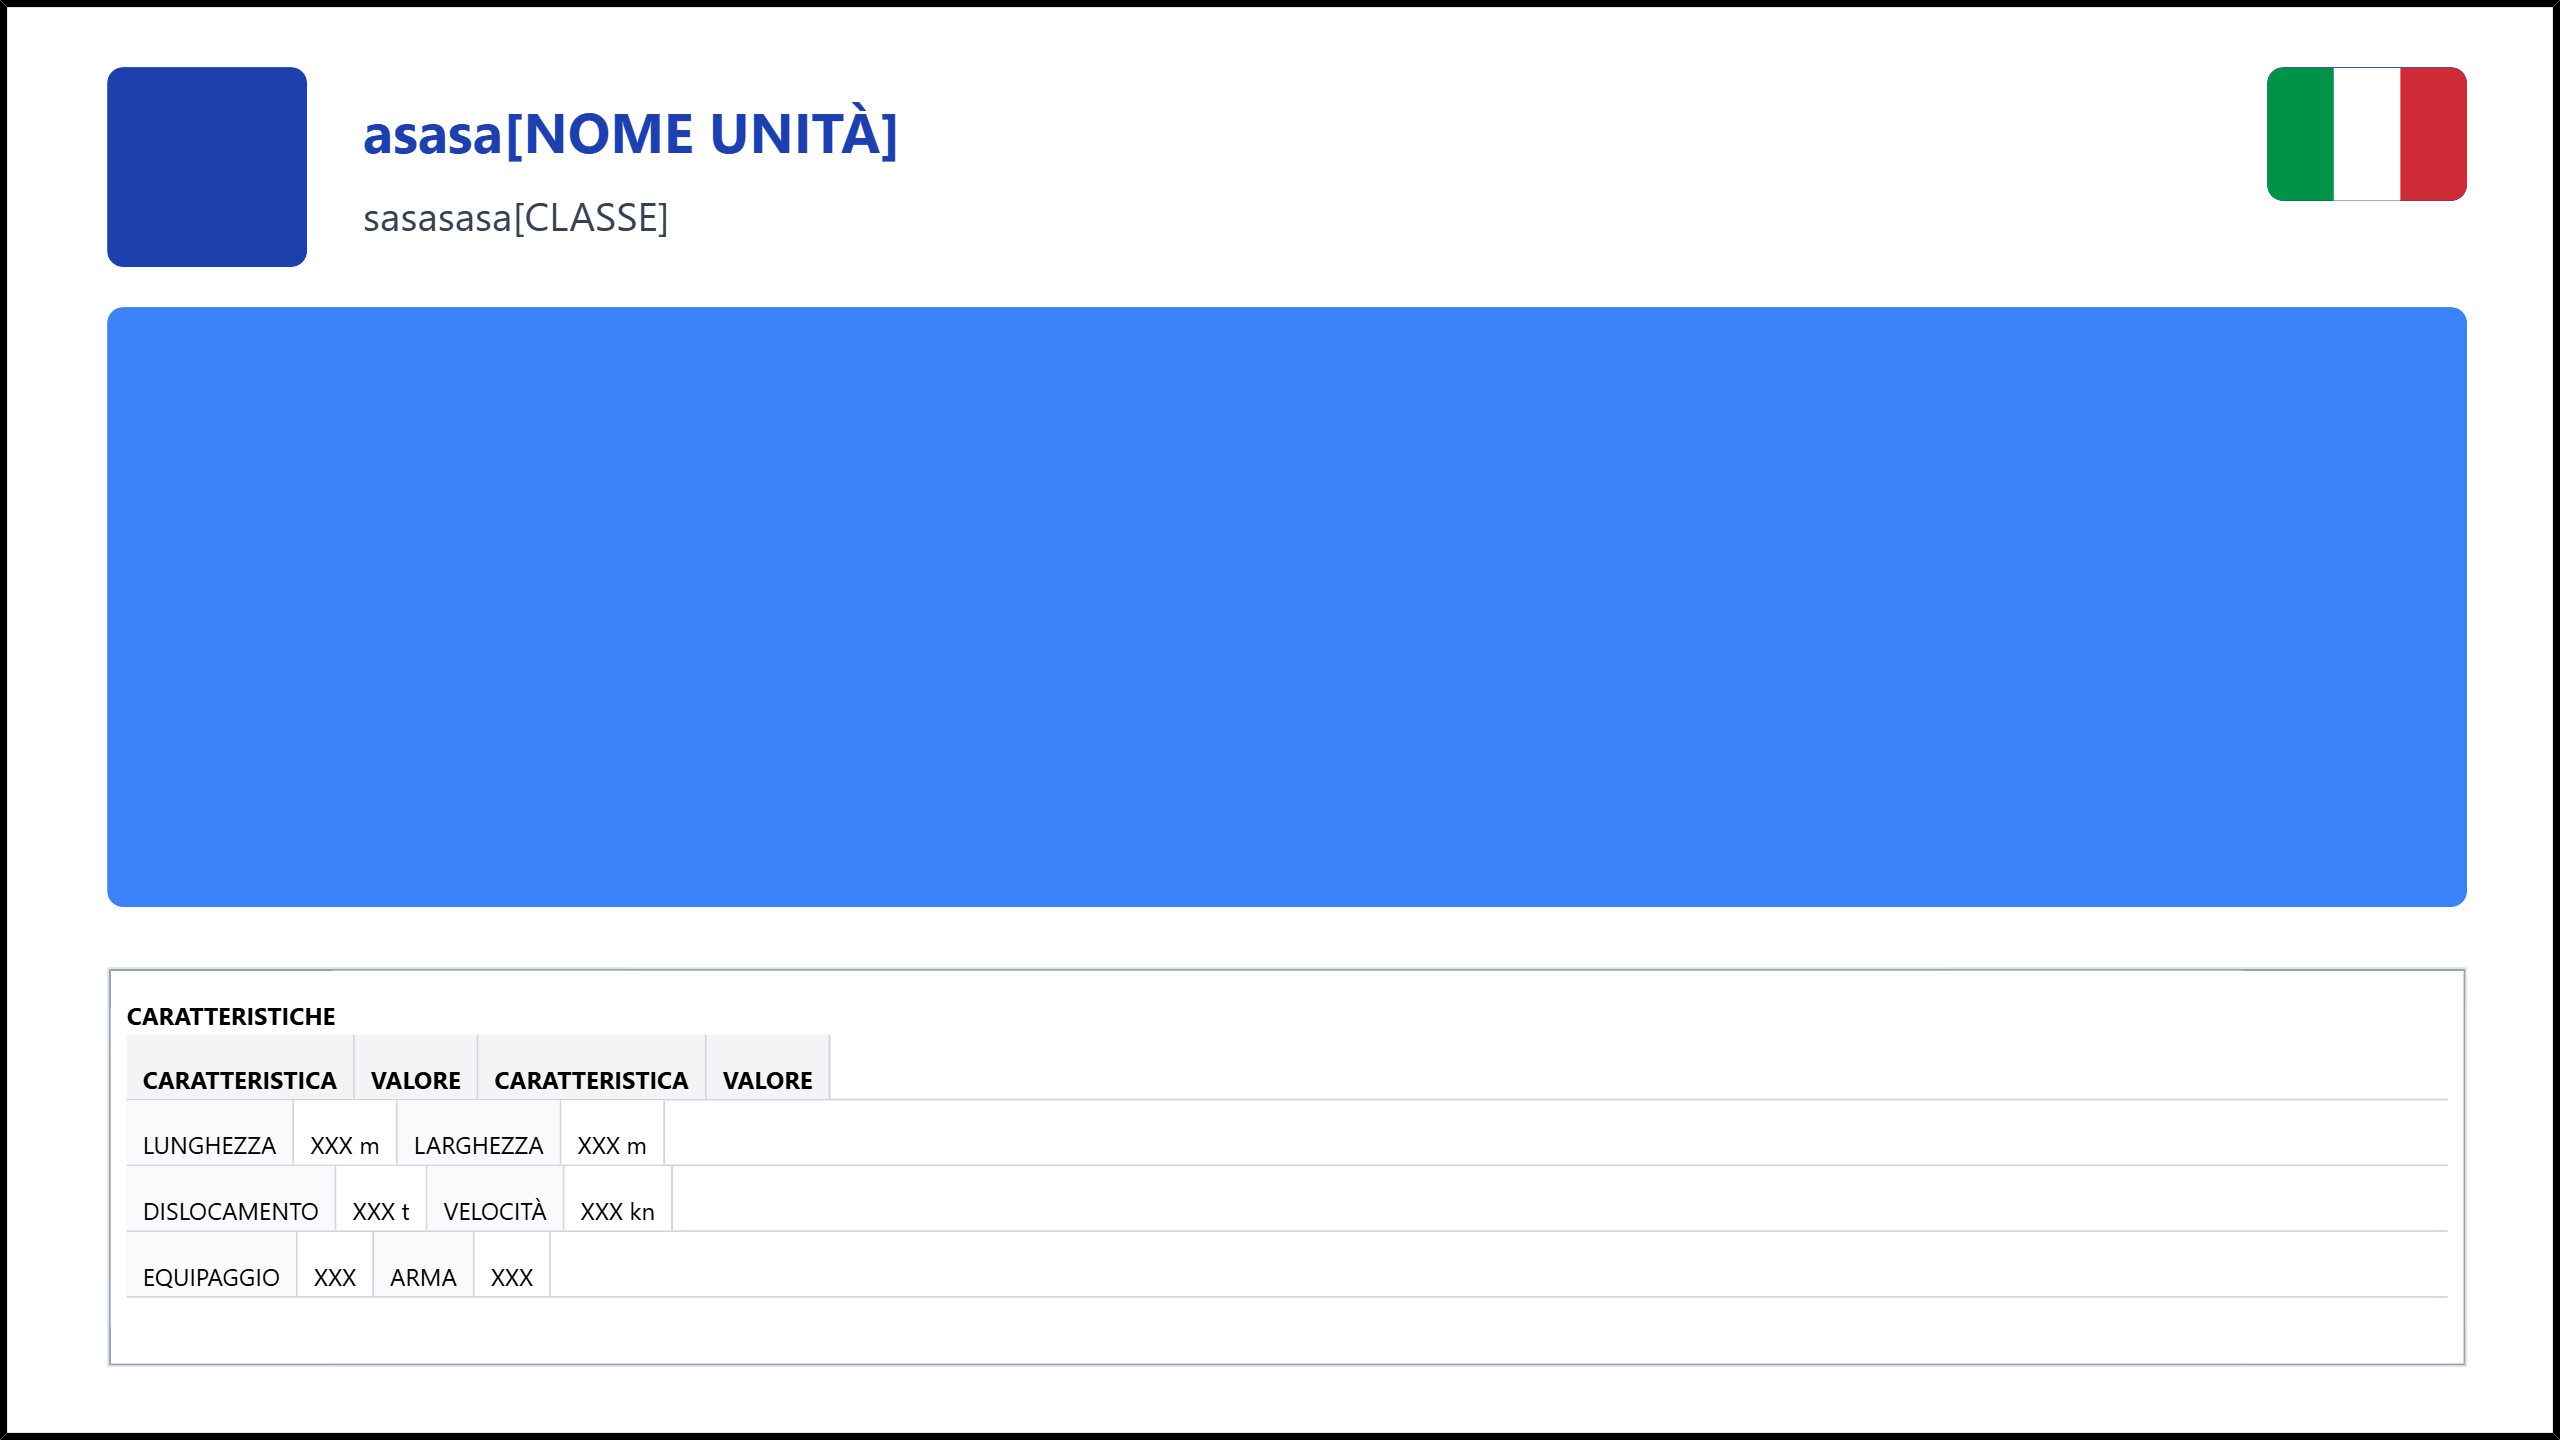 asasa[NOME UNITÀ]
sasasasa[CLASSE]
CARATTERISTICHE
CARATTERISTICA VALORE CARATTERISTICA VALORE
LUNGHEZZA XXX m LARGHEZZA XXX m
DISLOCAMENTO XXX t VELOCITÀ XXX kn
EQUIPAGGIO XXX ARMA XXX